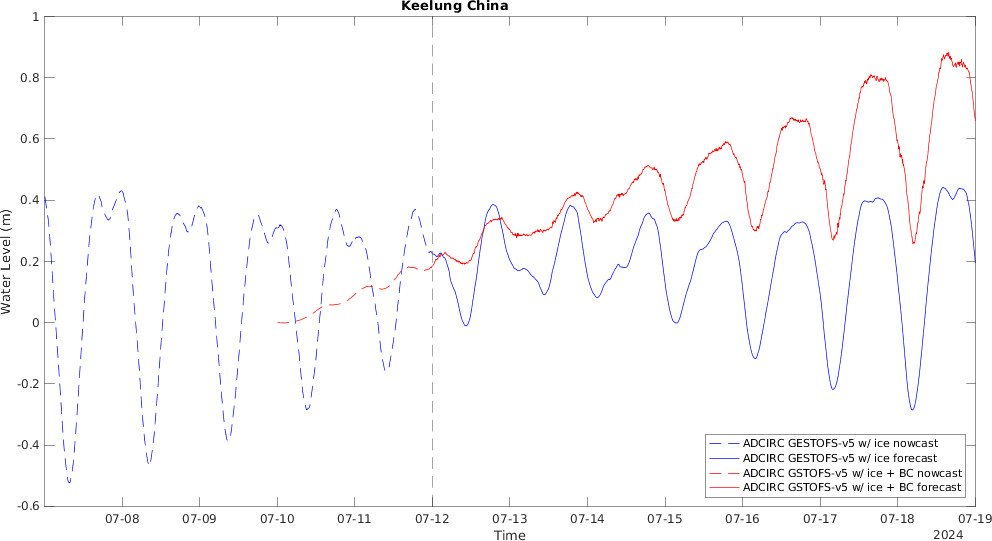 Keelung China
1
0.8
0.6
0.4
0.2
0
-0.2
-0.4
-0.6
Water Level (m)
ADCIRC GESTOFS-v5 w/ ice nowcast
ADCIRC GESTOFS-v5 w/ ice forecast
ADCIRC GSTOFS-v5 w/ ice + BC nowcast
ADCIRC GSTOFS-v5 w/ ice + BC forecast
07-08 07-09 07-10 07-11 07-12 07-13 07-14 07-15 07-16 07-17 07-18 07-19
Time
2024